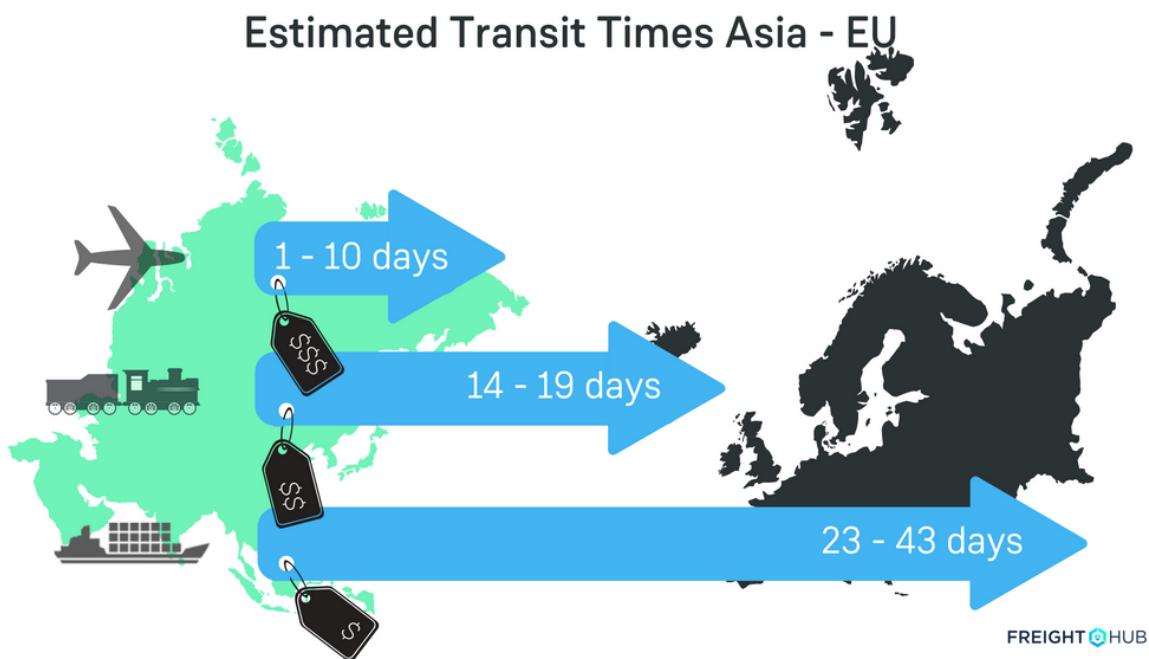 Estimated Transit Times Asia - EU
1 - 10 days
$$$
14 - 19 days
$$
23 - 43 days
$
FREIGHT HUB